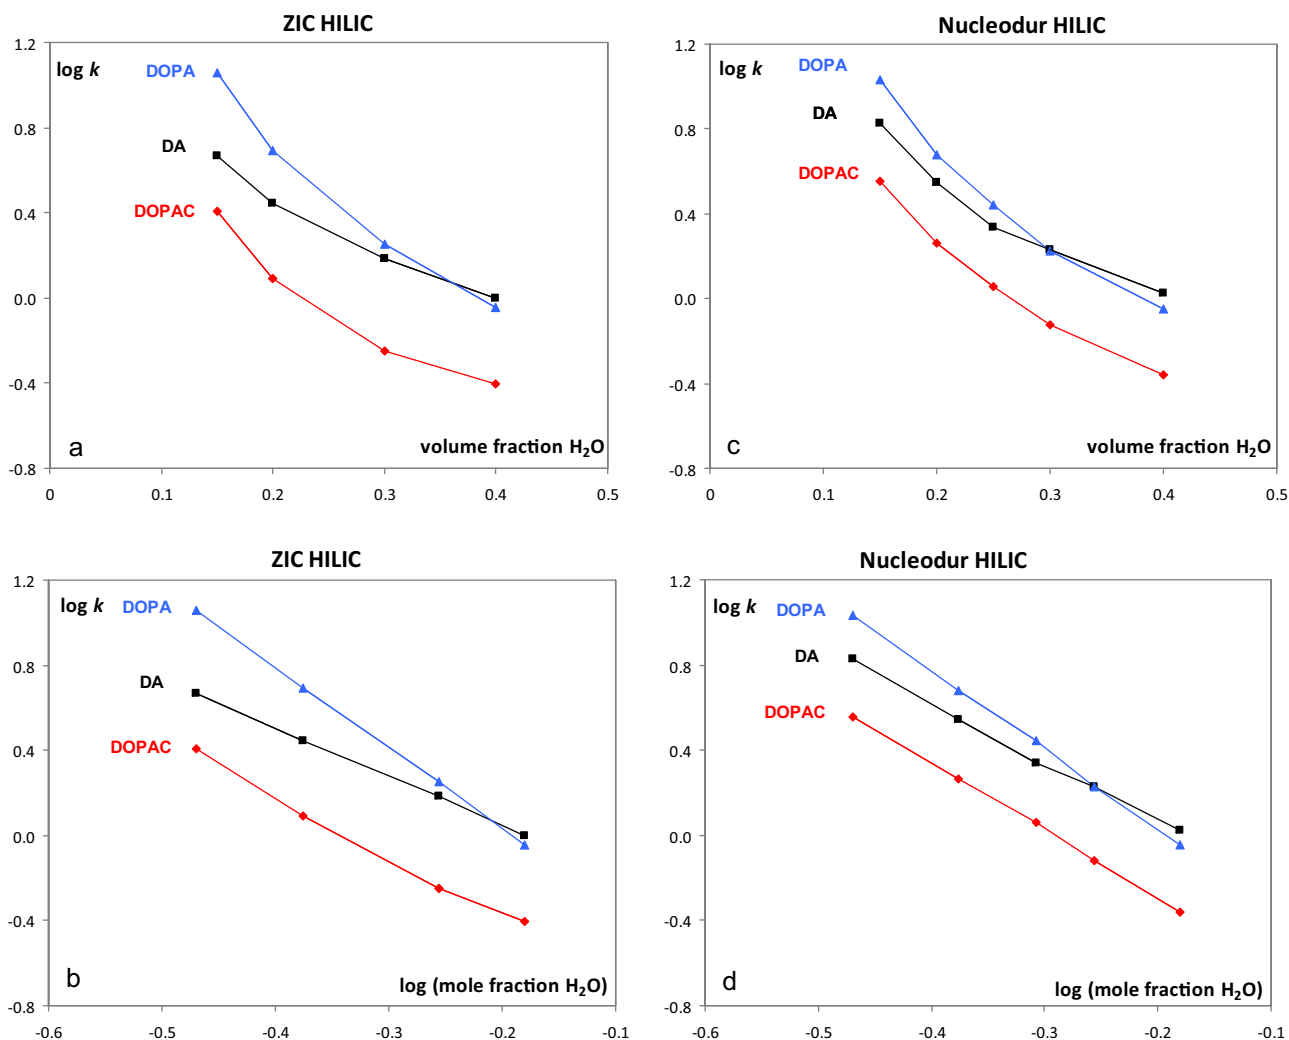 ZIC HILIC
1.2
log k
DOPA
0.8
DA
0.4
DOPAC
0.0
-0.4
a
volume fraction H₂O
-0.8
0 0.1 0.2 0.3 0.4 0.5
Nucleodur HILIC
1.2
log k
DOPA
0.8
DA
DOPAC
0.4
0.0
-0.4
c
volume fraction H₂O
-0.8
0 0.1 0.2 0.3 0.4 0.5
ZIC HILIC
1.2
log k DOPA
0.8
DA
DOPAC
0.4
0.0
-0.4
b
log (mole fraction H₂O)
-0.8
-0.6 -0.5 -0.4 -0.3 -0.2 -0.1
Nucleodur HILIC
1.2
log k DOPA
DA
0.8
DOPAC
0.4
0.0
-0.4
d
log (mole fraction H₂O)
-0.8
-0.6 -0.5 -0.4 -0.3 -0.2 -0.1